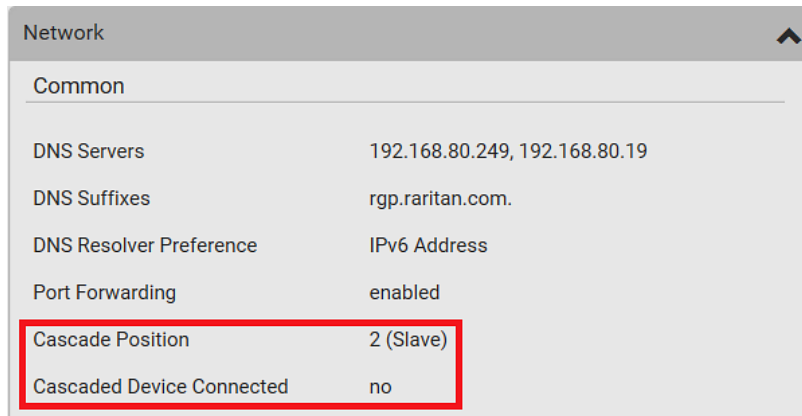 Network
Common
DNS Servers 192.168.80.249, 192.168.80.19
DNS Suffixes rgp.raritan.com.
DNS Resolver Preference IPv6 Address
Port Forwarding enabled
Cascade Position 2 (Slave)
Cascaded Device Connected no